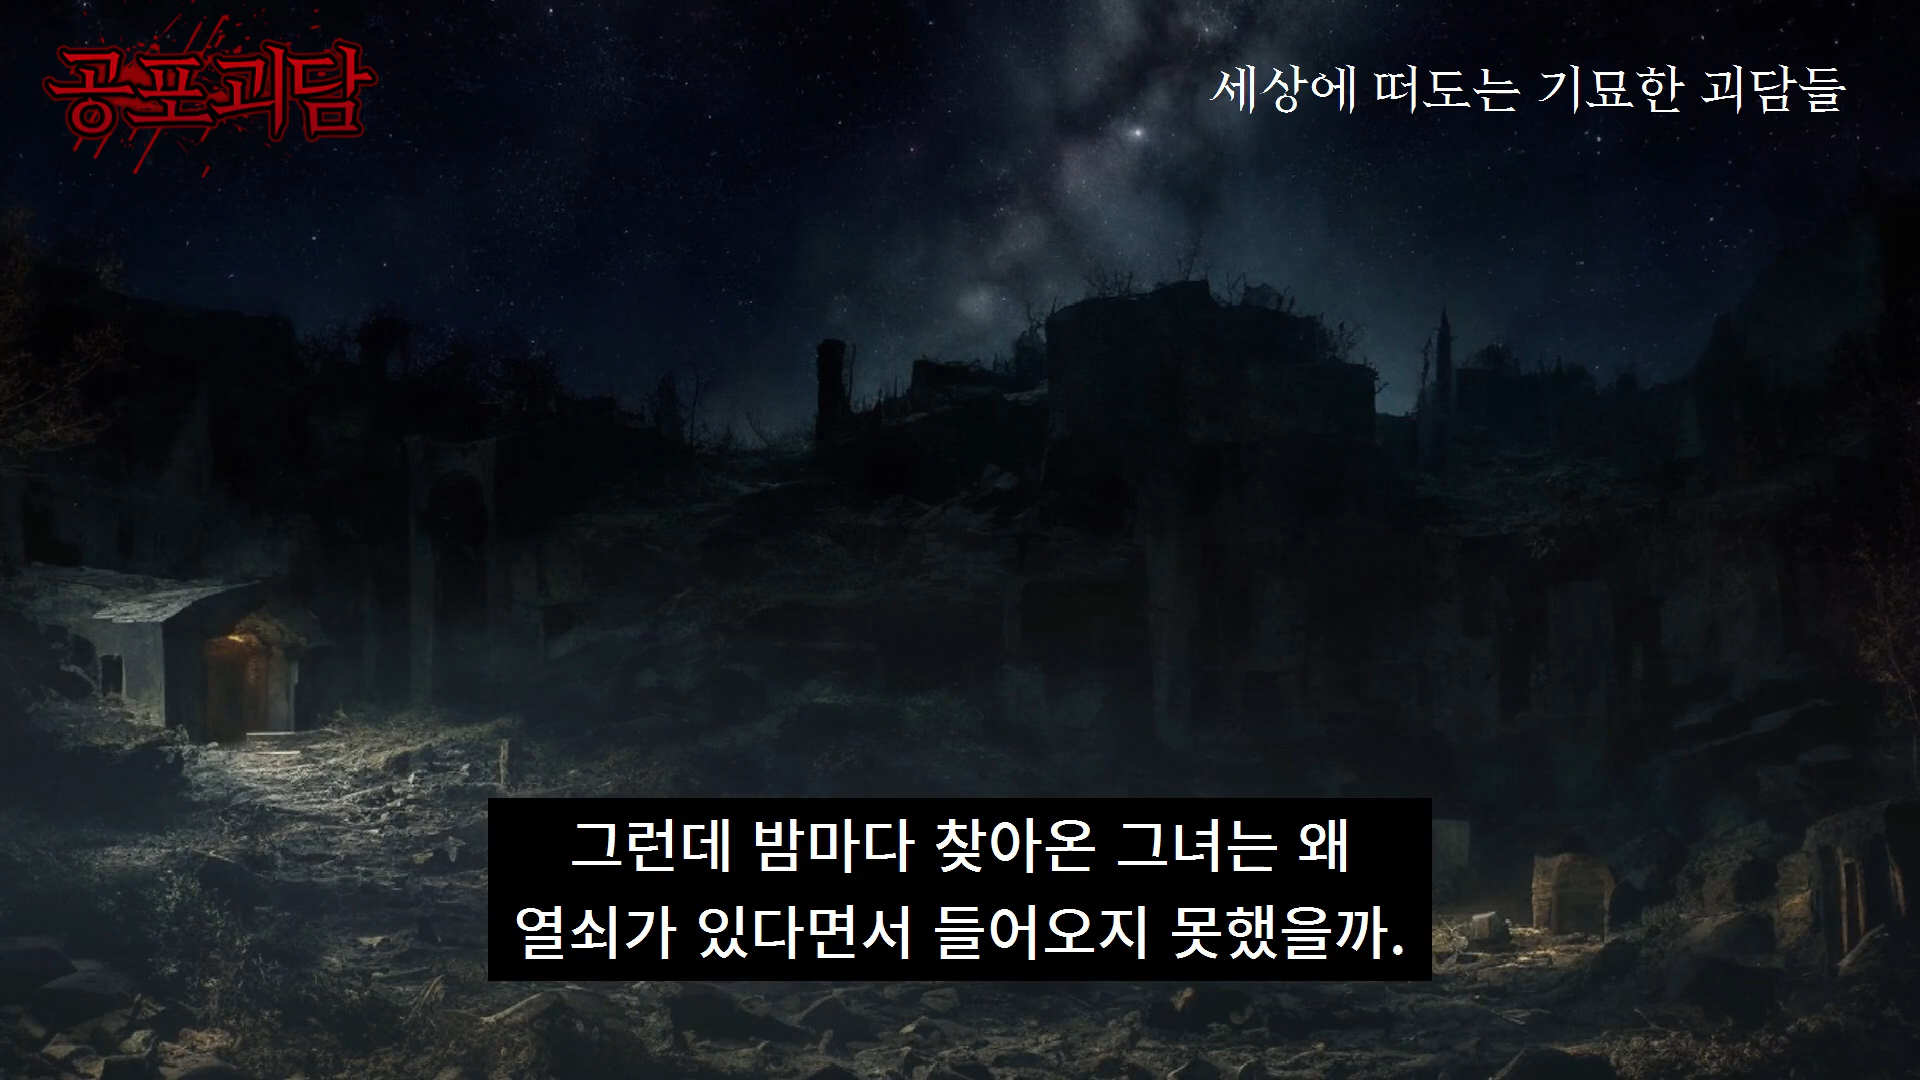 공포괴담
세상에 떠도는 기묘한 괴담들
그런데 밤마다 찾아온 그녀는 왜
열쇠가 있다면서 들어오지 못했을까.